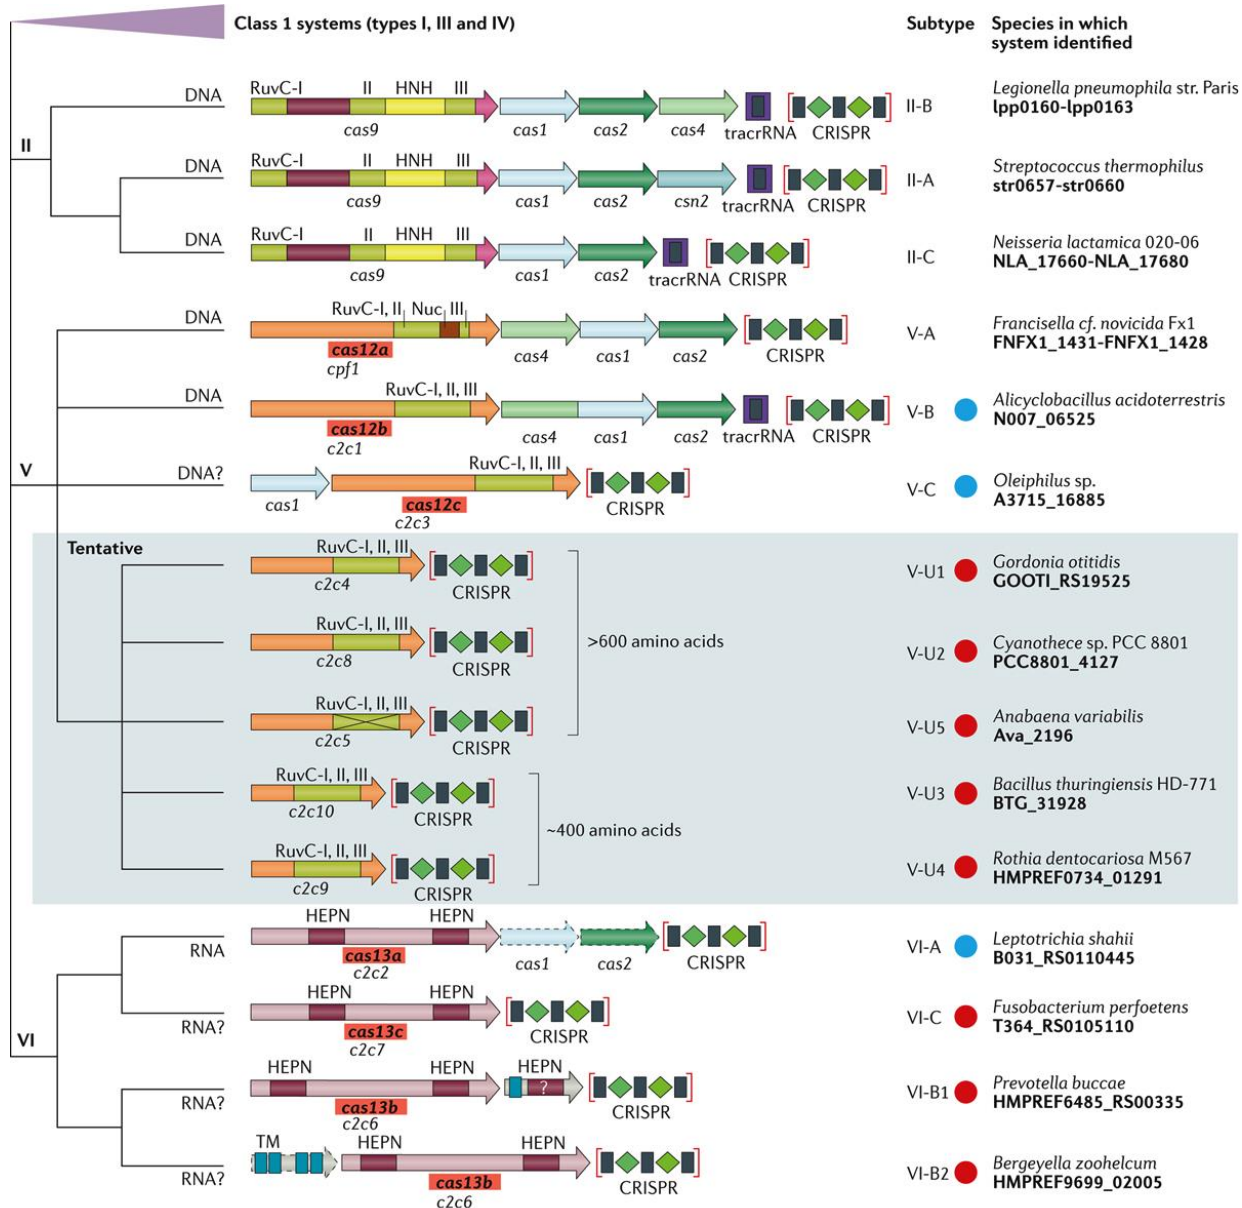 Class 1 systems (types I, III and IV)
Subtype
Species in which
system identified
II
DNA
RuvC-I II HNH III
cas9 cas1 cas2 cas4 tracrRNA CRISPR
II-B
Legionella pneumophila str. Paris
lpp0160-lpp0163
DNA
RuvC-I II HNH III
cas9 cas1 cas2 csn2 tracrRNA CRISPR
II-A
Streptococcus thermophilus
str0657-str0660
DNA
RuvC-I II HNH III
cas9 cas1 cas2 tracrRNA CRISPR
II-C
Neisseria lactamica 020-06
NLA_17660-NLA_17680
V
DNA
RuvC-I, II Nuc III
cas12a
cpf1
cas4 cas1 cas2 CRISPR
V-A
Francisella cf. novicida Fx1
FNFX1_1431-FNFX1_1428
DNA
RuvC-I, II, III
cas12b
c2c1
cas4 cas1 cas2 tracrRNA CRISPR
V-B
Alicyclobacillus acidoterrestris
N007_06525
DNA?
RuvC-I, II, III
cas1
cas12c
c2c3
CRISPR
V-C
Oleiphilus sp.
A3715_16885
Tentative
RuvC-I, II, III
c2c4
CRISPR
V-U1
Gordonia otitidis
GOOTI_RS19525
>600 amino acids
RuvC-I, II, III
c2c8
CRISPR
V-U2
Cyanothece sp. PCC 8801
PCC8801_4127
RuvC-I, II, III
c2c5
CRISPR
V-U5
Anabaena variabilis
Ava_2196
RuvC-I, II, III
c2c10
CRISPR
V-U3
Bacillus thuringiensis HD-771
BTG_31928
~400 amino acids
RuvC-I, II, III
c2c9
CRISPR
V-U4
Rothia dentocariosa M567
HMPREF0734_01291
VI
RNA
HEPN HEPN
cas13a
c2c2
cas1 cas2 CRISPR
VI-A
Leptotrichia shahii
B031_RS0110445
RNA?
HEPN HEPN
cas13c
c2c7
CRISPR
VI-C
Fusobacterium perfoetens
T364_RS0105110
RNA?
HEPN HEPN HEPN
?
cas13b
c2c6
CRISPR
VI-B1
Prevotella buccae
HMPREF6485_RS00335
RNA?
TM HEPN HEPN
cas13b
c2c6
CRISPR
VI-B2
Bergeyella zoohelcum
HMPREF9699_02005